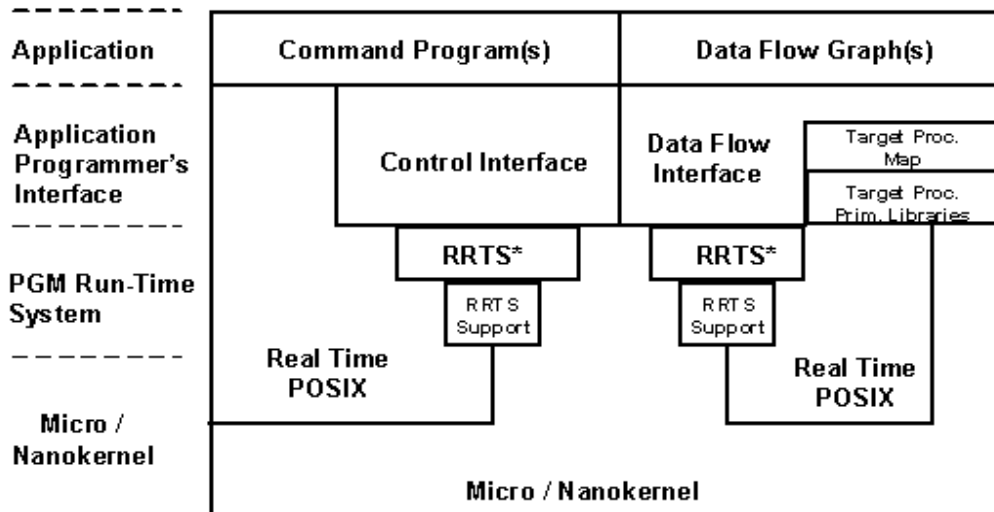 Application
Command Program(s)
Data Flow Graph(s)
Application
Programmer's
Interface
Control Interface
Data Flow
Interface
Target Proc.
Map
Target Proc.
Prim. Libraries
PGM Run-Time
System
RRTS*
RRTS
Support
RRTS*
RRTS
Support
Real Time
POSIX
Real Time
POSIX
Micro /
Nanokernel
Micro / Nanokernel